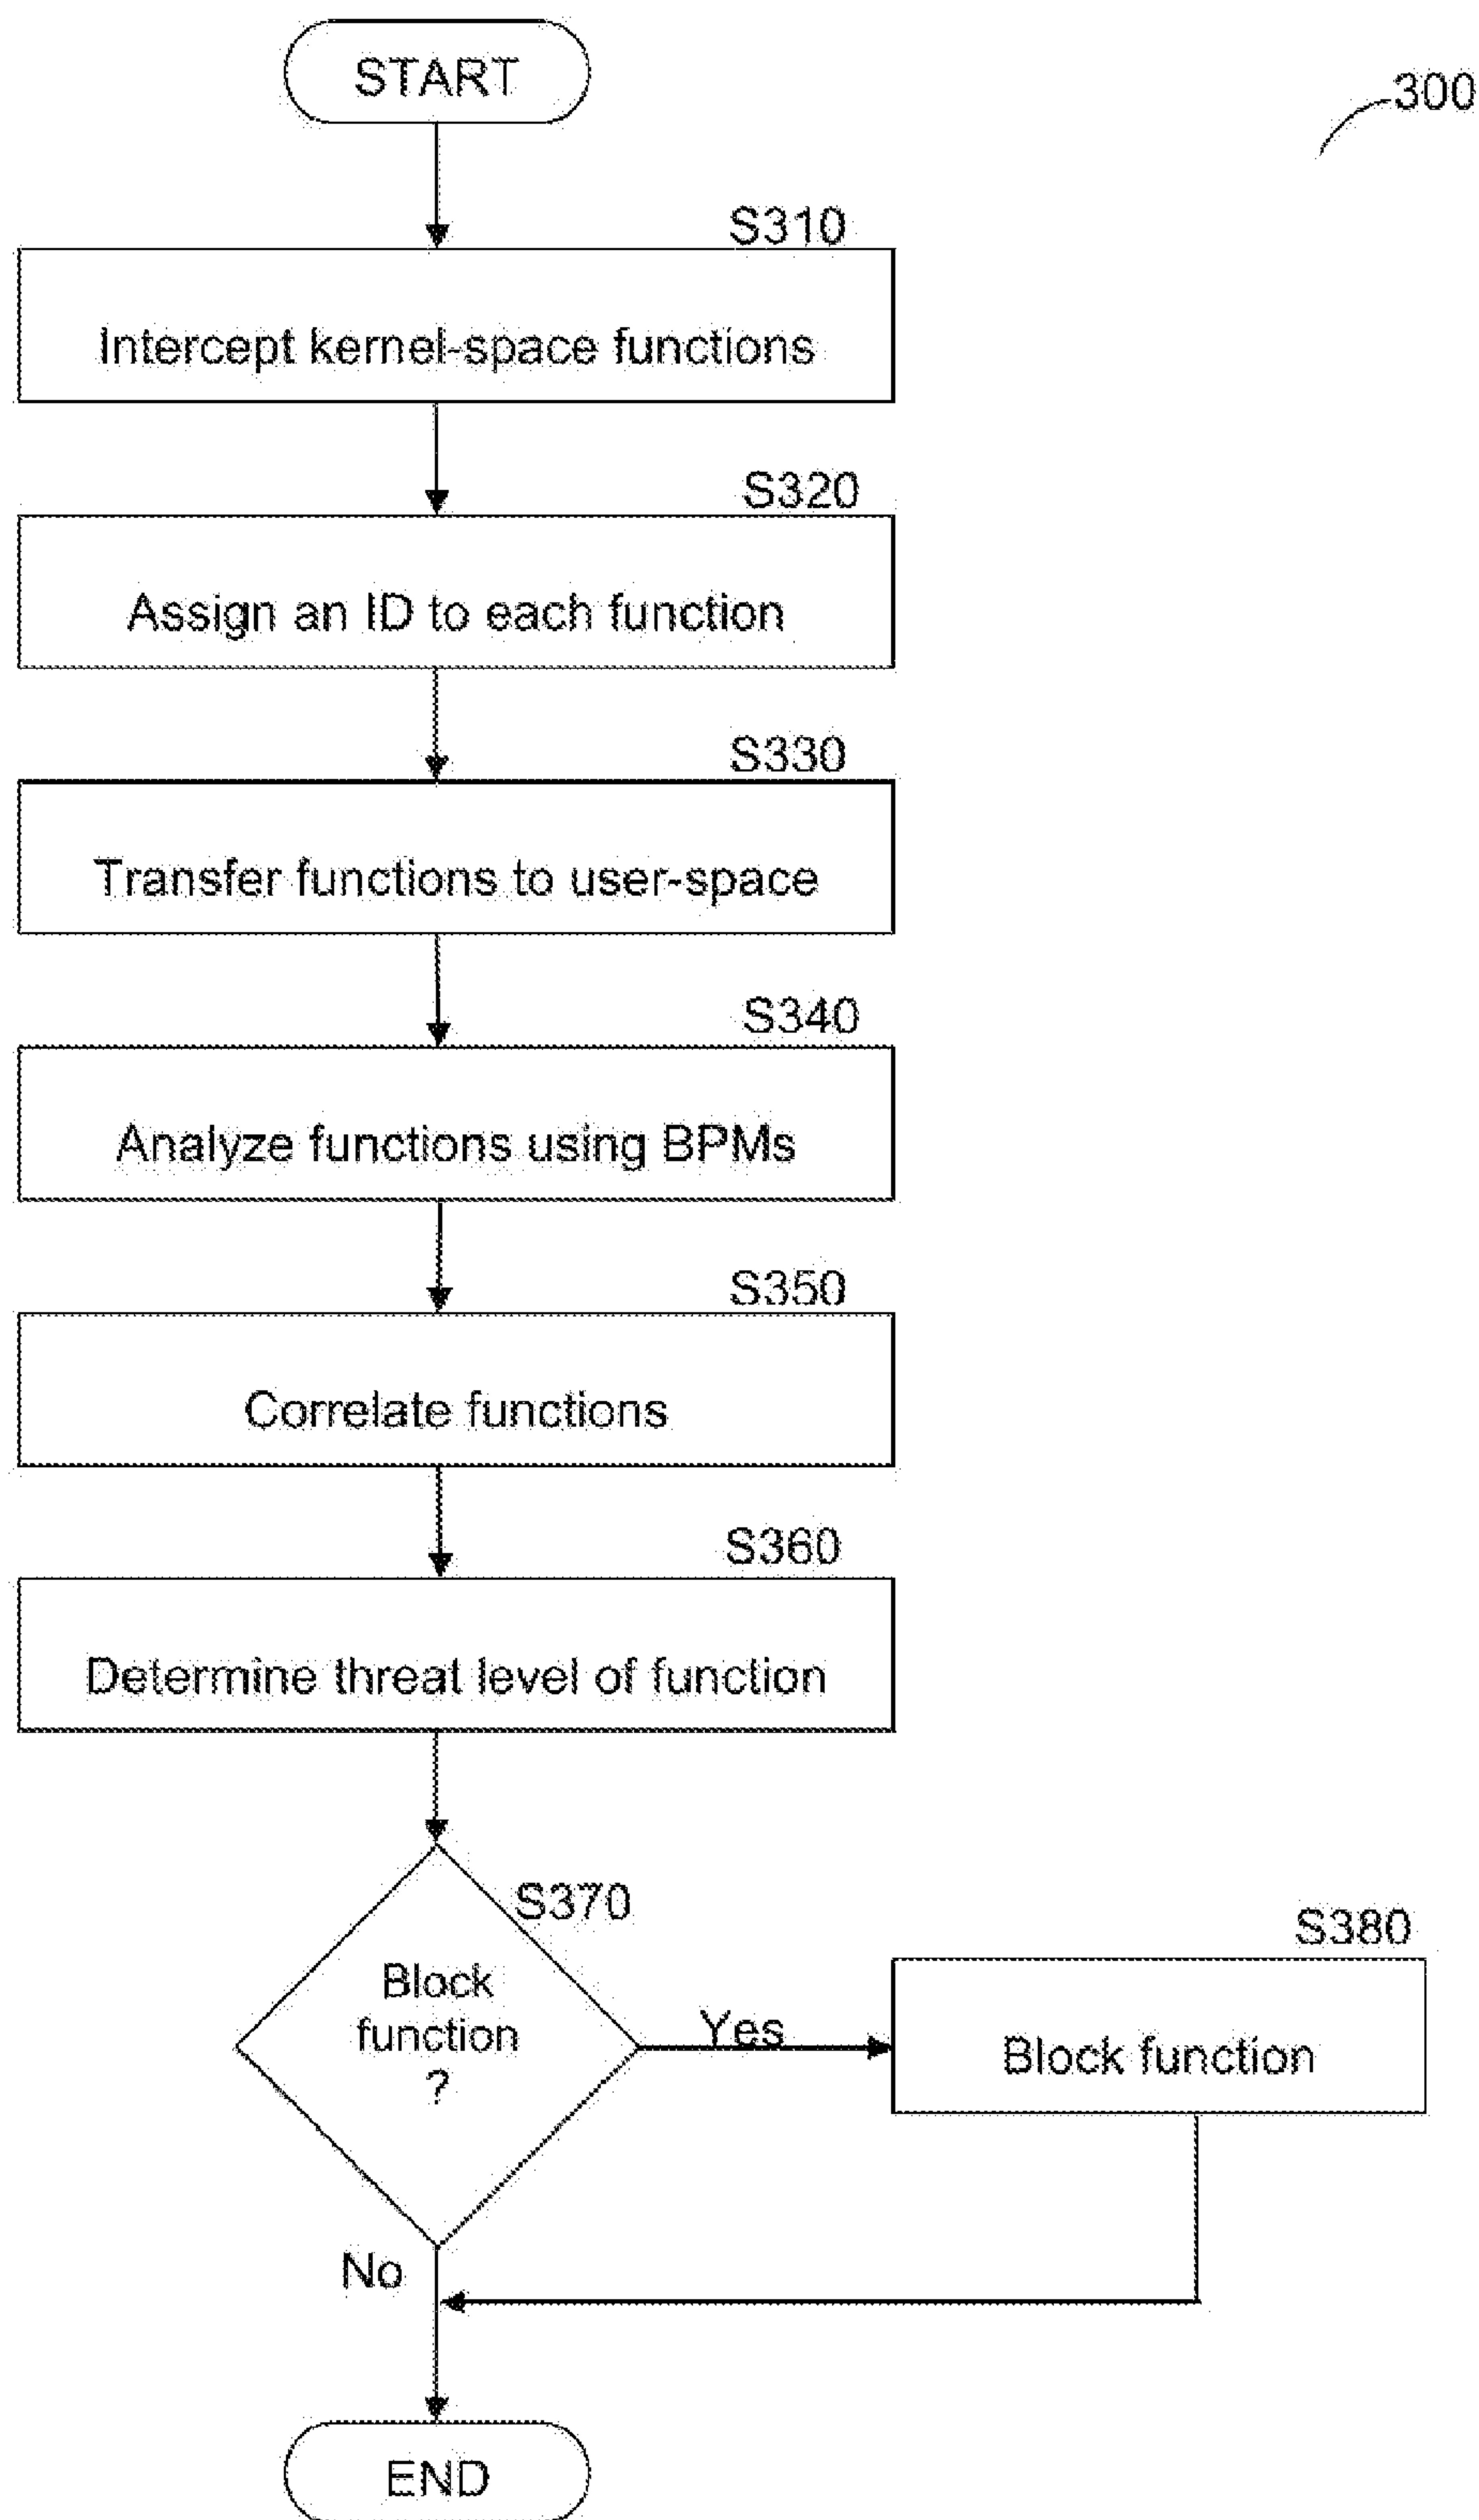 START
300
S310
Intercept kernel-space functions
S320
Assign an ID to each function
S330
Transfer functions to user-space
S340
Analyze functions using BPMs
S350
Correlate functions
S360
Determine threat level of function
S370
Block
function
?
Yes
S380
Block function
No
END